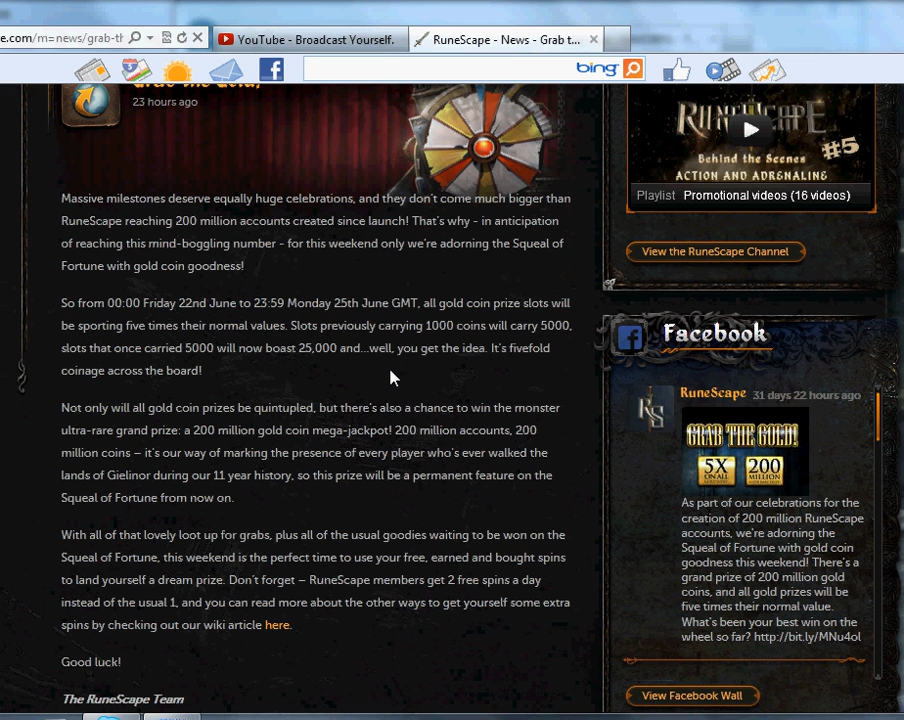 e.com/m=news/grab-th
YouTube - Broadcast Yourself.
RuneScape - News - Grab t...
bing
23 hours ago
Massive milestones deserve equally huge celebrations, and they don't come much bigger than
RuneScape reaching 200 million accounts created since launch! That's why - in anticipation
of reaching this mind-boggling number - for this weekend only we're adorning the Squeal of
Fortune with gold coin goodness!
So from 00:00 Friday 22nd June to 23:59 Monday 25th June GMT, all gold coin prize slots will
be sporting five times their normal values. Slots previously carrying 1000 coins will carry 5000,
slots that once carried 5000 will now boast 25,000 and...well, you get the idea. It's fivefold
coinage across the board!
Not only will all gold coin prizes be quintupled, but there's also a chance to win the monster
ultra-rare grand prize: a 200 million gold coin mega-jackpot! 200 million accounts, 200
million coins – it's our way of marking the presence of every player who's ever walked the
lands of Gielinor during our 11 year history, so this prize will be a permanent feature on the
Squeal of Fortune from now on.
With all of that lovely loot up for grabs, plus all of the usual goodies waiting to be won on the
Squeal of Fortune, this weekend is the perfect time to use your free, earned and bought spins
to land yourself a dream prize. Don't forget – RuneScape members get 2 free spins a day
instead of the usual 1, and you can read more about the other ways to get yourself some extra
spins by checking out our wiki article here.
Good luck!
The RuneScape Team
RUNESCAPE
#5
Behind the Scenes
ACTION AND ADRENALINE
Playlist Promotional videos (16 videos)
View the RuneScape Channel
Facebook
RuneScape 31 days 22 hours ago
RS
GRAB THE GOLD!
5X
200
MILLION
As part of our celebrations for the
creation of 200 million RuneScape
accounts, we're adorning the
Squeal of Fortune with gold coin
goodness this weekend! There's a
grand prize of 200 million gold
coins, and all gold prizes will be
five times their normal value.
What's been your best win on the
wheel so far? http://bit.ly/MNu4ol
View Facebook Wall